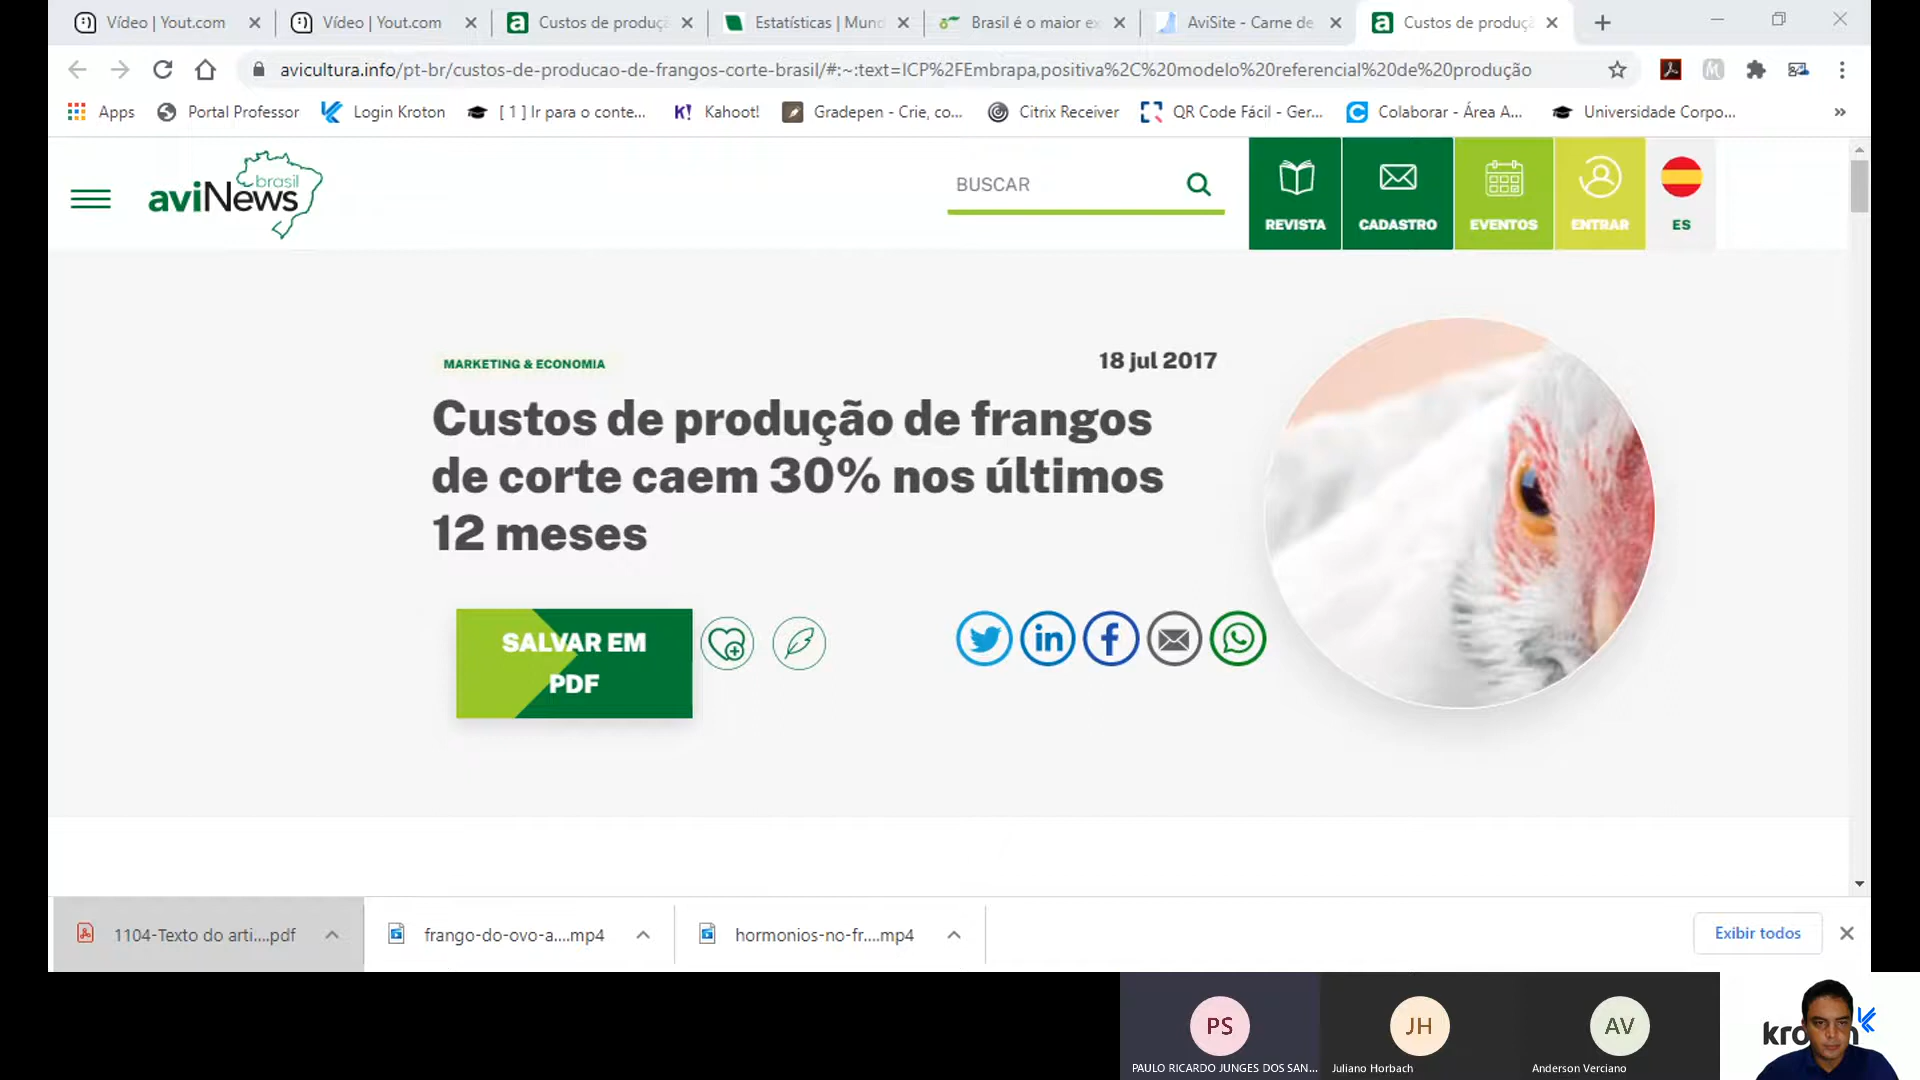 Vídeo | Yout.com
Vídeo | Yout.com
Custos de produçã
Estatísticas | Mund
Brasil é o maior ex
AviSite - Carne de
Custos de produçã
avicultura.info/pt-br/custos-de-producao-de-frangos-corte-brasil/#:~:text=ICP%2FEmbrapa,positiva%2C%20modelo%20referencial%20de%20produção
Apps
Portal Professor
Login Kroton
[ 1 ] Ir para o conte...
K! Kahoot!
Gradepen - Crie, co...
Citrix Receiver
QR Code Fácil - Ger...
Colaborar - Área A...
Universidade Corpo...
»
aviNews brasil
BUSCAR
REVISTA
CADASTRO
EVENTOS
ENTRAR
ES
MARKETING & ECONOMIA
18 jul 2017
Custos de produção de frangos
de corte caem 30% nos últimos
12 meses
SALVAR EM
PDF
1104-Texto do arti....pdf
frango-do-ovo-a....mp4
hormonios-no-fr....mp4
Exibir todos
PS
JH
AV
PAULO RICARDO JUNGES DOS SAN...
Juliano Horbach
Anderson Verciano